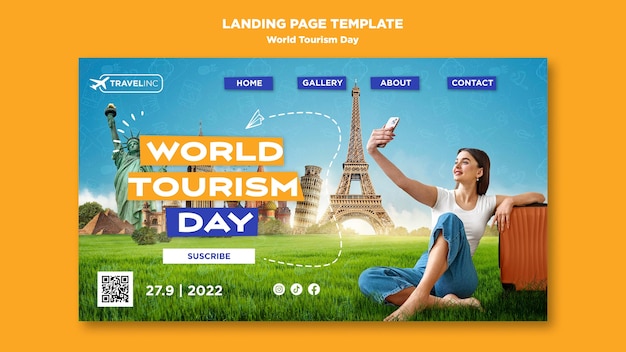 LANDING PAGE TEMPLATE
World Tourism Day
TRAVELINC
HOME GALLERY ABOUT CONTACT
WORLD
TOURISM
DAY
SUSCRIBE
27.9 | 2022